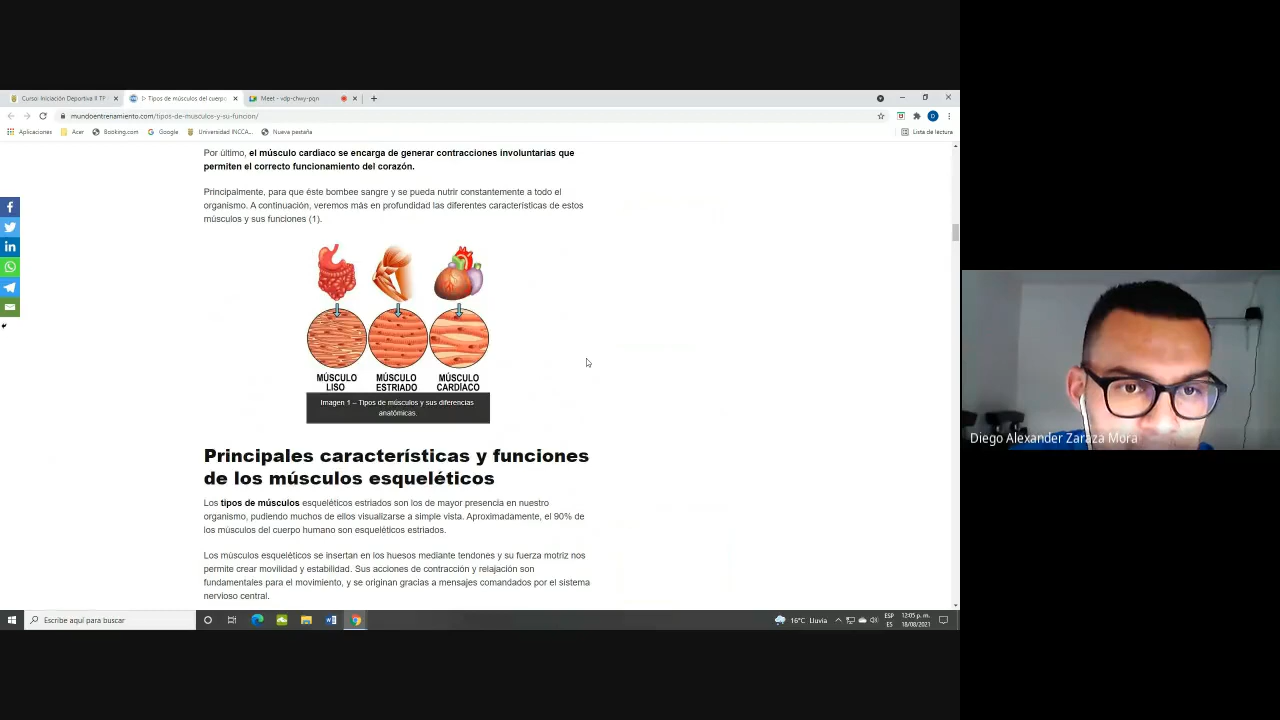 Curso: Iniciación Deportiva II TF
Tipos de músculos del cuerpo
Meet - vdp-chwy-pqn
mundoentrenamiento.com/tipos-de-musculos-y-su-funcion/
Aplicaciones
Acer
Booking.com
Google
Universidad INCCA...
Nueva pestaña
Lista de lectura
Por último, el músculo cardiaco se encarga de generar contracciones involuntarias que
permiten el correcto funcionamiento del corazón.
Principalmente, para que éste bombee sangre y se pueda nutrir constantemente a todo el
organismo. A continuación, veremos más en profundidad las diferentes características de estos
músculos y sus funciones (1).
MÚSCULO
LISO
MÚSCULO
ESTRIADO
MÚSCULO
CARDÍACO
Imagen 1 – Tipos de músculos y sus diferencias
anatómicas.
Principales características y funciones
de los músculos esqueléticos
Los tipos de músculos esqueléticos estriados son los de mayor presencia en nuestro
organismo, pudiendo muchos de ellos visualizarse a simple vista. Aproximadamente, el 90% de
los músculos del cuerpo humano son esqueléticos estriados.
Los músculos esqueléticos se insertan en los huesos mediante tendones y su fuerza motriz nos
permite crear movilidad y estabilidad. Sus acciones de contracción y relajación son
fundamentales para el movimiento, y se originan gracias a mensajes comandados por el sistema
nervioso central.
Diego Alexander Zaraza Mora
Escribe aquí para buscar
16°C Lluvia
ESP
ES
12:05 p. m.
18/08/2021